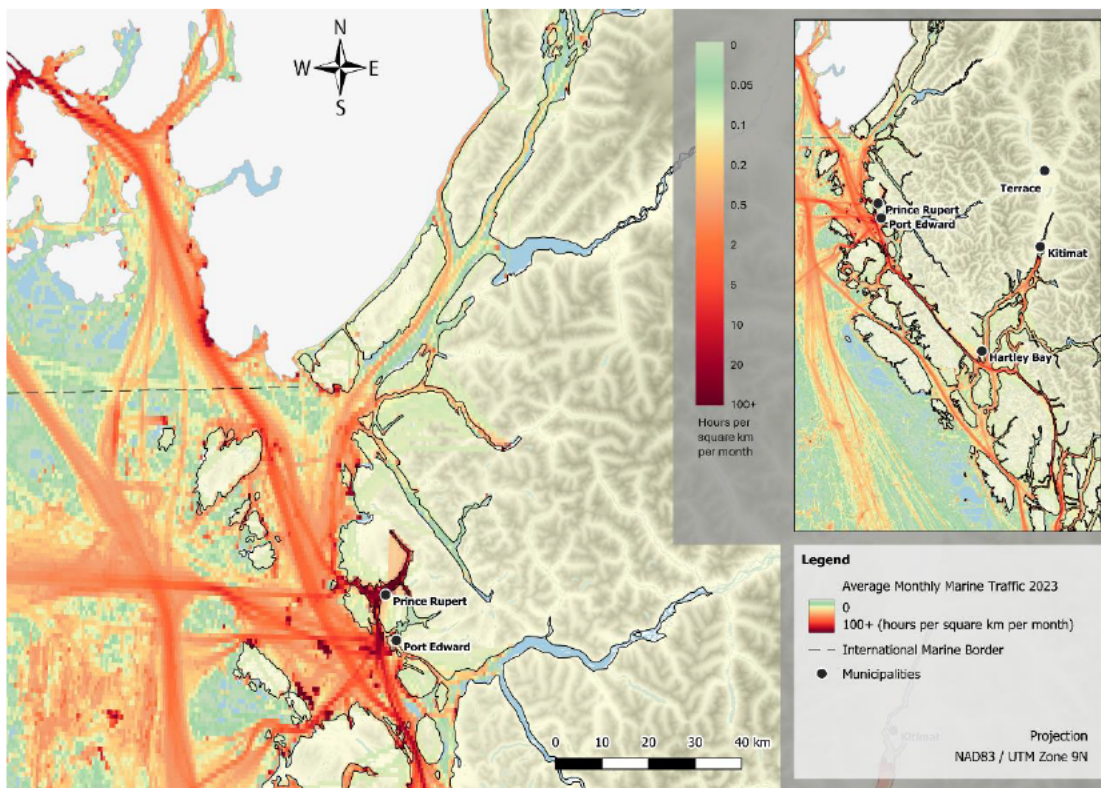 N
W E
S
0
0.05
0.1
0.2
0.5
2
5
10
20
100+
Hours per
square km
per month
Terrace
Prince Rupert
Port Edward
Kitimat
Hartley Bay
Prince Rupert
Port Edward
0 10 20 30 40 km
Legend
Average Monthly Marine Traffic 2023
0
100+ (hours per square km per month)
International Marine Border
Municipalities
Kitimat
Projection
NAD83 / UTM Zone 9N